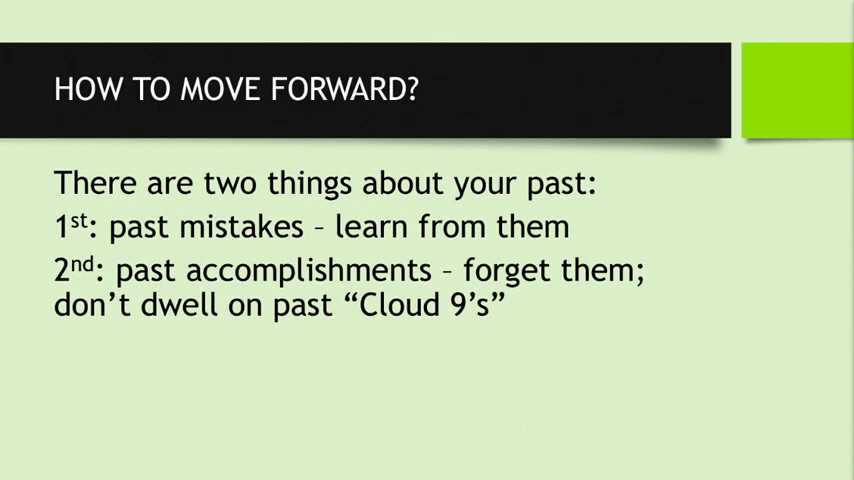 HOW TO MOVE FORWARD?
There are two things about your past:
1st: past mistakes – learn from them
2nd: past accomplishments – forget them;
don’t dwell on past “Cloud 9’s”